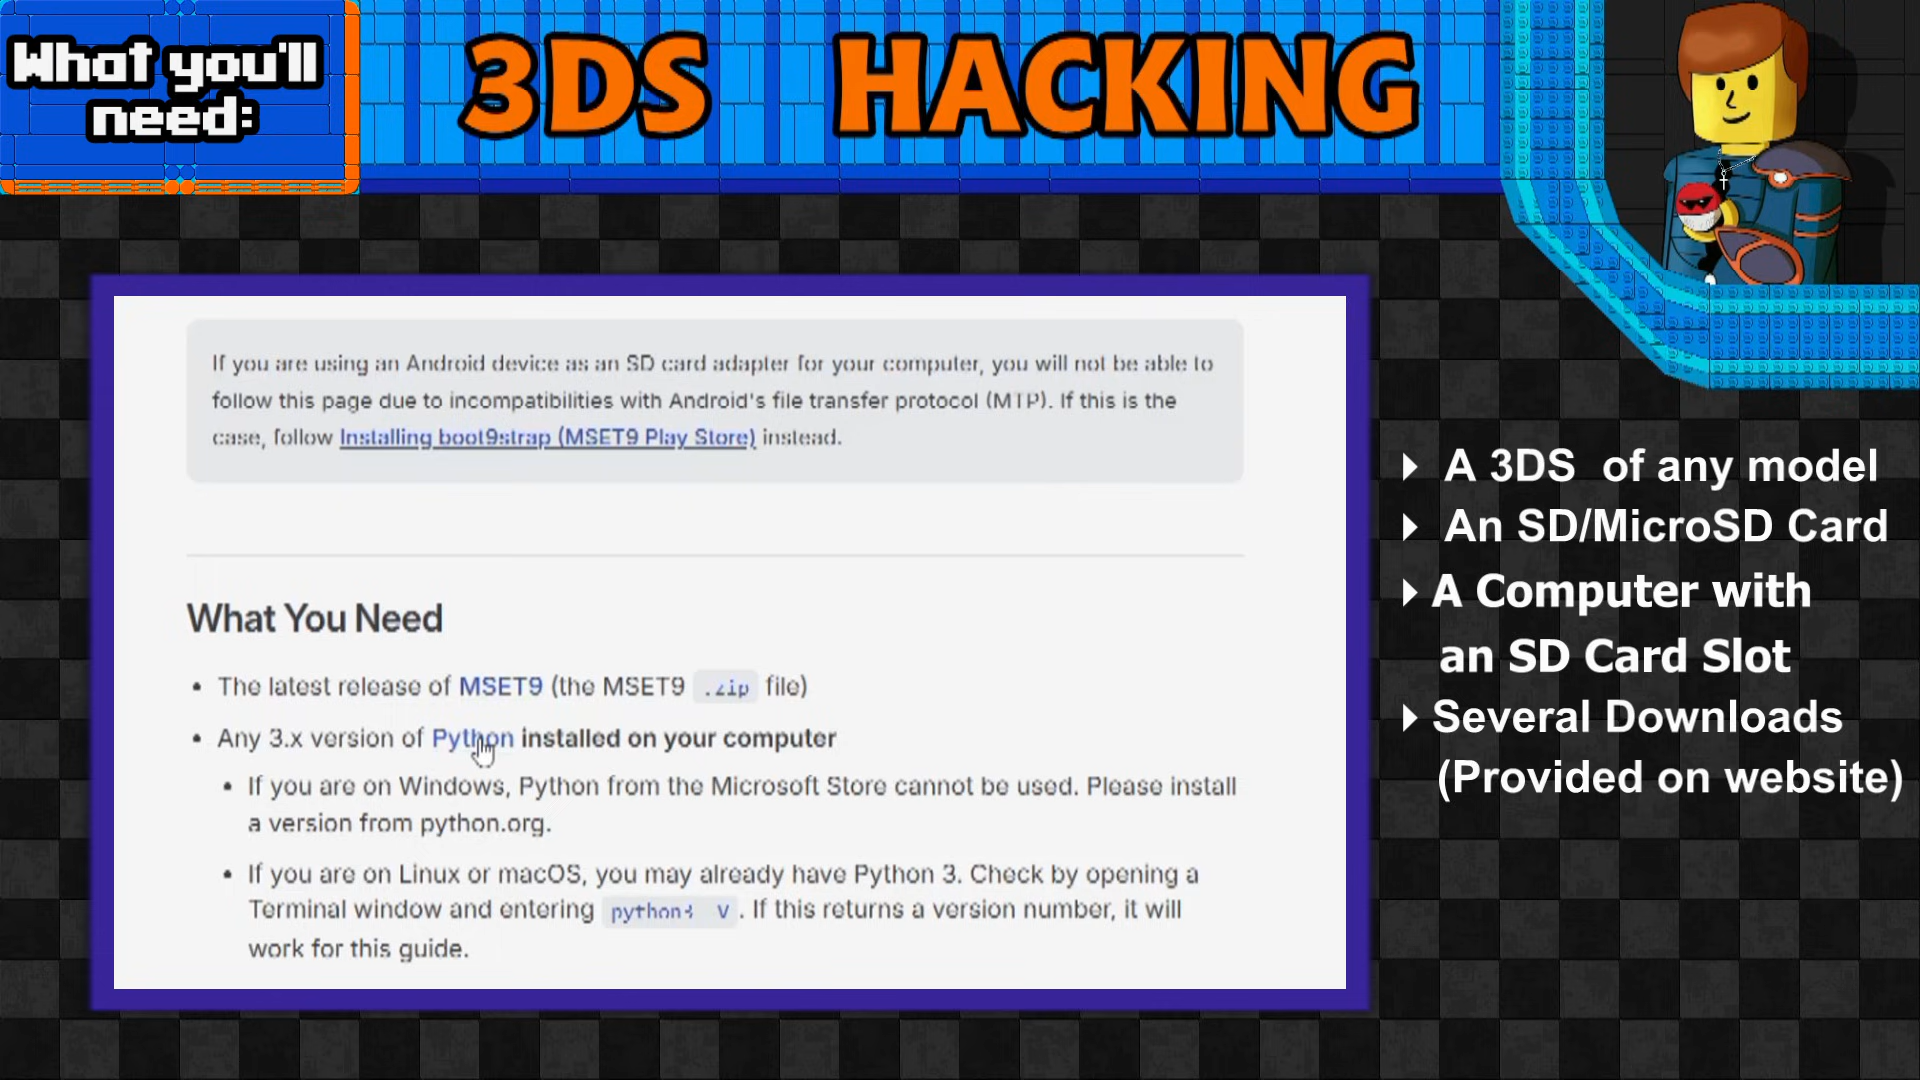 What you'll
need:
3DS HACKING
If you are using an Android device as an SD card adapter for your computer, you will not be able to
follow this page due to incompatibilities with Android's file transfer protocol (MTP). If this is the
case, follow Installing boot9strap (MSET9 Play Store) instead.
What You Need
• The latest release of MSET9 (the MSET9 .zip file)
• Any 3.x version of Python installed on your computer
• If you are on Windows, Python from the Microsoft Store cannot be used. Please install
a version from python.org.
• If you are on Linux or macOS, you may already have Python 3. Check by opening a
Terminal window and entering python3 V. If this returns a version number, it will
work for this guide.
A 3DS of any model
An SD/MicroSD Card
A Computer with
an SD Card Slot
Several Downloads
(Provided on website)